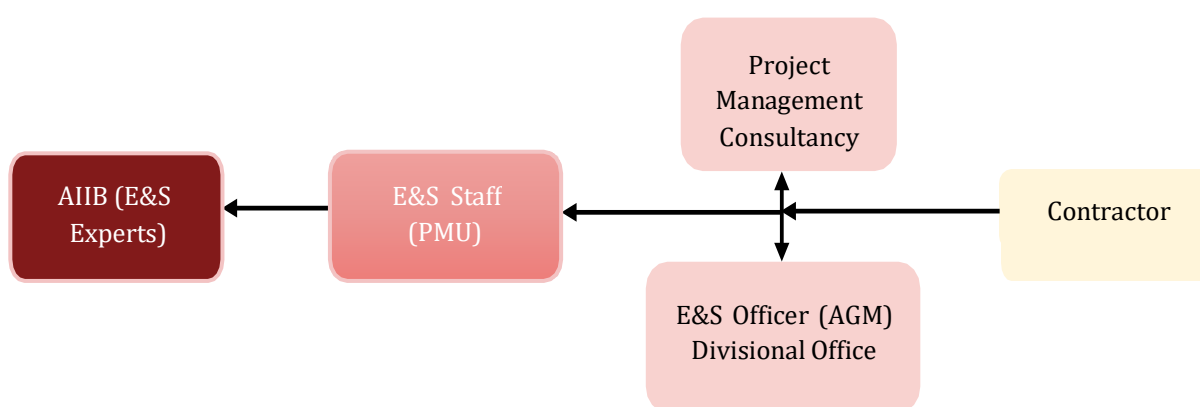 AIIB (E&S
Experts)
E&S Staff
(PMU)
Project
Management
Consultancy
E&S Officer (AGM)
Divisional Office
Contractor